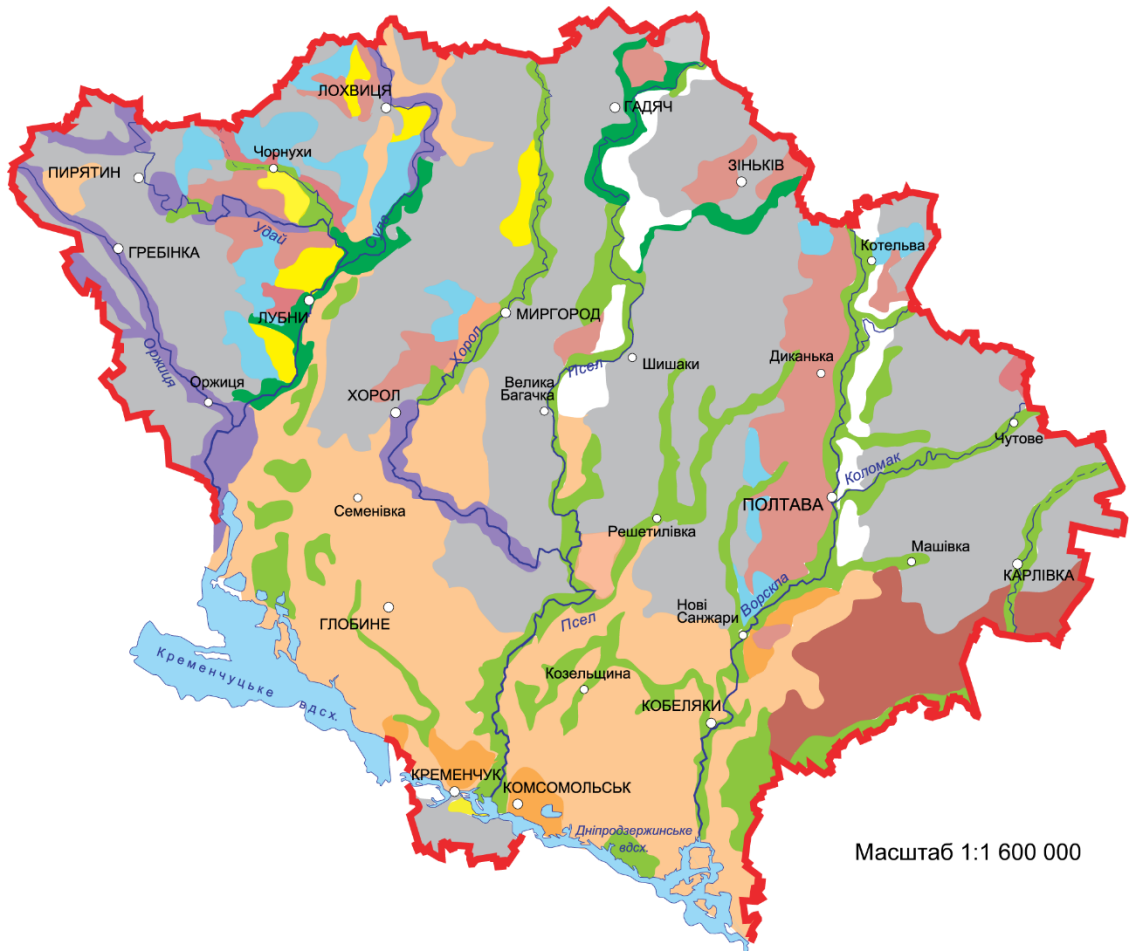 ЛОХВИЦЯ
ГАДЯЧ
Чорнухи
ПИРЯТИН
ЗІНЬКІВ
Удай
Сула
ГРЕБІНКА
Котельва
ЛУБНИ
МИРГОРОД
Хорол
Оржиця
Псел
Шишаки
Диканька
Оржиця
ХОРОЛ
Велика
Багачка
Чутове
Коломак
ПОЛТАВА
Семенівка
Решетилівка
Машівка
КАРЛІВКА
Ворскла
Нові
Санжари
ГЛОБИНЕ
Псел
Кременчуцьке
вдсх.
Козельщина
КОБЕЛЯКИ
КРЕМЕНЧУК
КОМСОМОЛЬСЬК
Дніпродзержинське
вдсх.
Масштаб 1:1 600 000